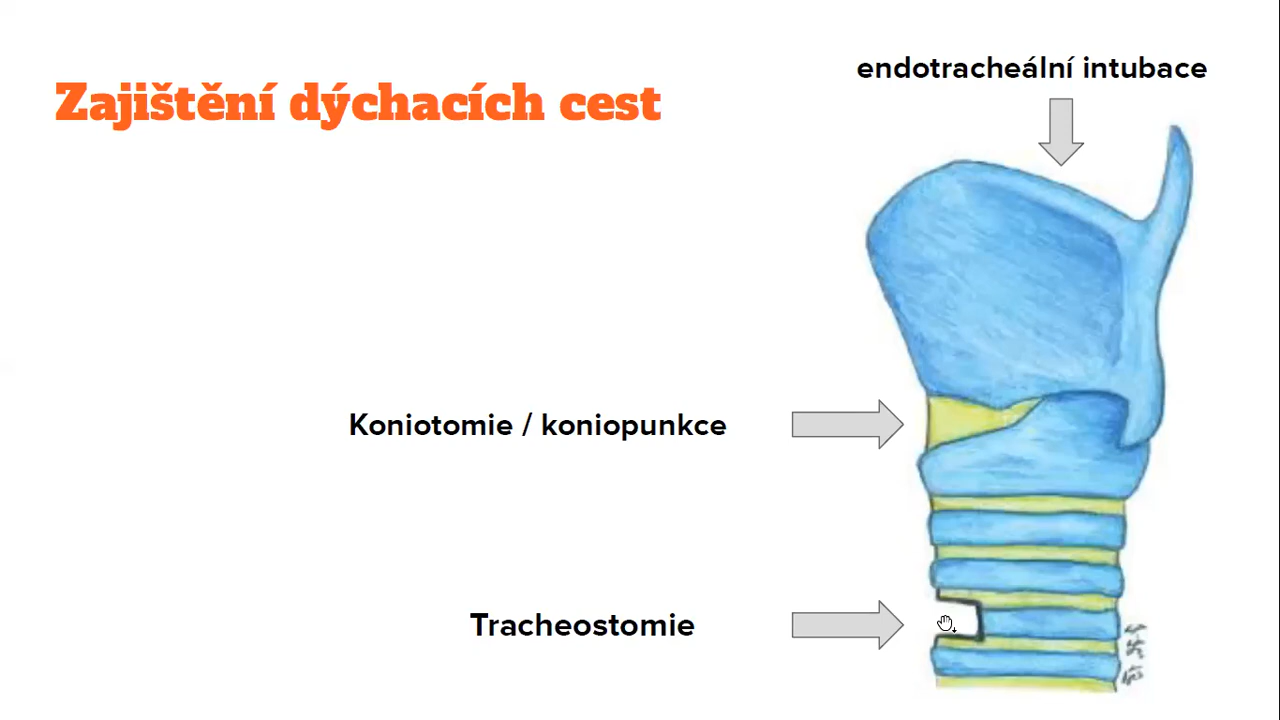 endotracheální intubace
Zajištění dýchacích cest
Koniotomie / koniopunkce
Tracheostomie